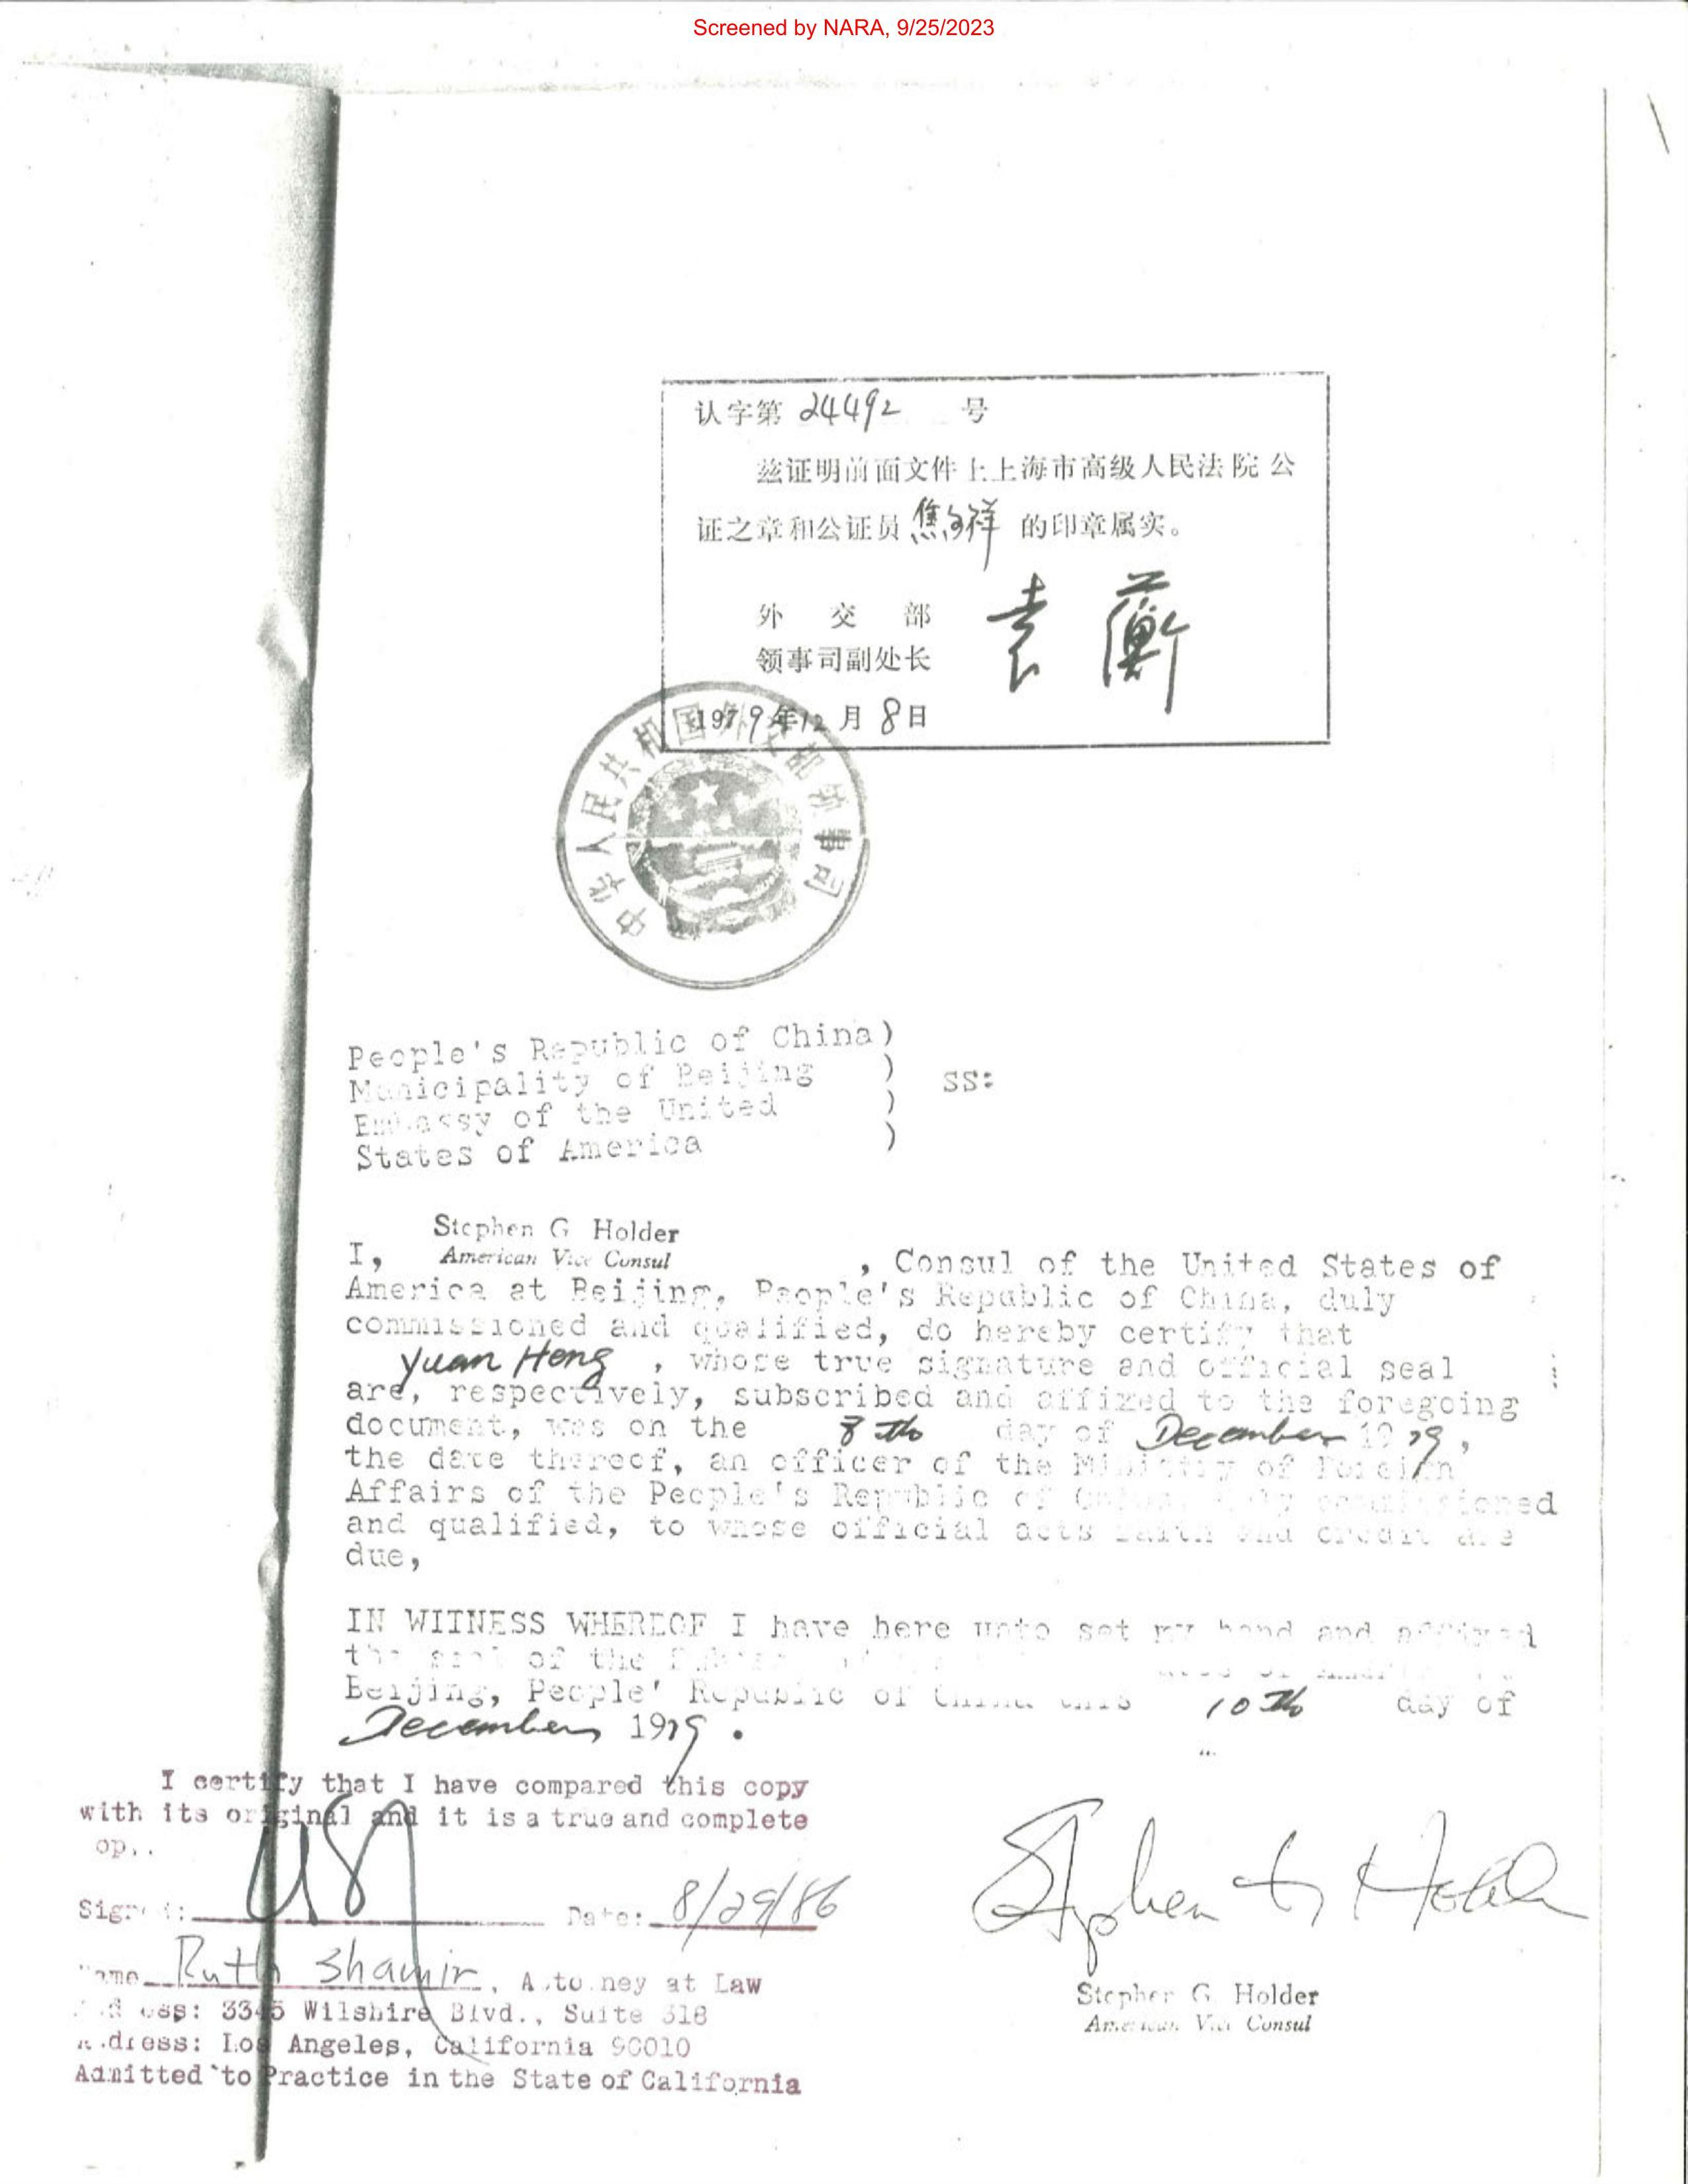 Screened by NARA, 9/25/2023
认字第 24492 号
兹证明前面文件上上海市高级人民法院公
证之章和公证员 焦 祥 的印章属实。
外交部
领事司副处长
袁蘅
1979年12月8日
中华人民共和国外交部领事司
People's Republic of China)
Municipality of Beijing )
SS:
Embassy of the United )
States of America )
Stephen G Holder
American Vice Consul
I, , Consul of the United States of
America at Beijing, People's Republic of China, duly
commissioned and qualified, do hereby certify that
Yuan Heng , whose true signature and official seal
are, respectively, subscribed and affixed to the foregoing
document, was on the 8th day of December 1979,
the date thereof, an officer of the Ministry of Foreign
Affairs of the People's Republic of China, duly commissioned
and qualified, to whose official acts faith and credit are
due,
IN WITNESS WHEREOF I have here unto set my hand and affixed
the seal of the
Beijing, People' Republic of China this 10th day of
December 1979.
I certify that I have compared this copy
with its original and it is a true and complete
Signed: Date: 8/29/86
Name Ruth Shamir, Attorney at Law
Address: 3345 Wilshire Blvd., Suite 318
Address: Los Angeles, California 90010
Admitted to Practice in the State of California
Stephen G Holder
Stephen G. Holder
American Vice Consul